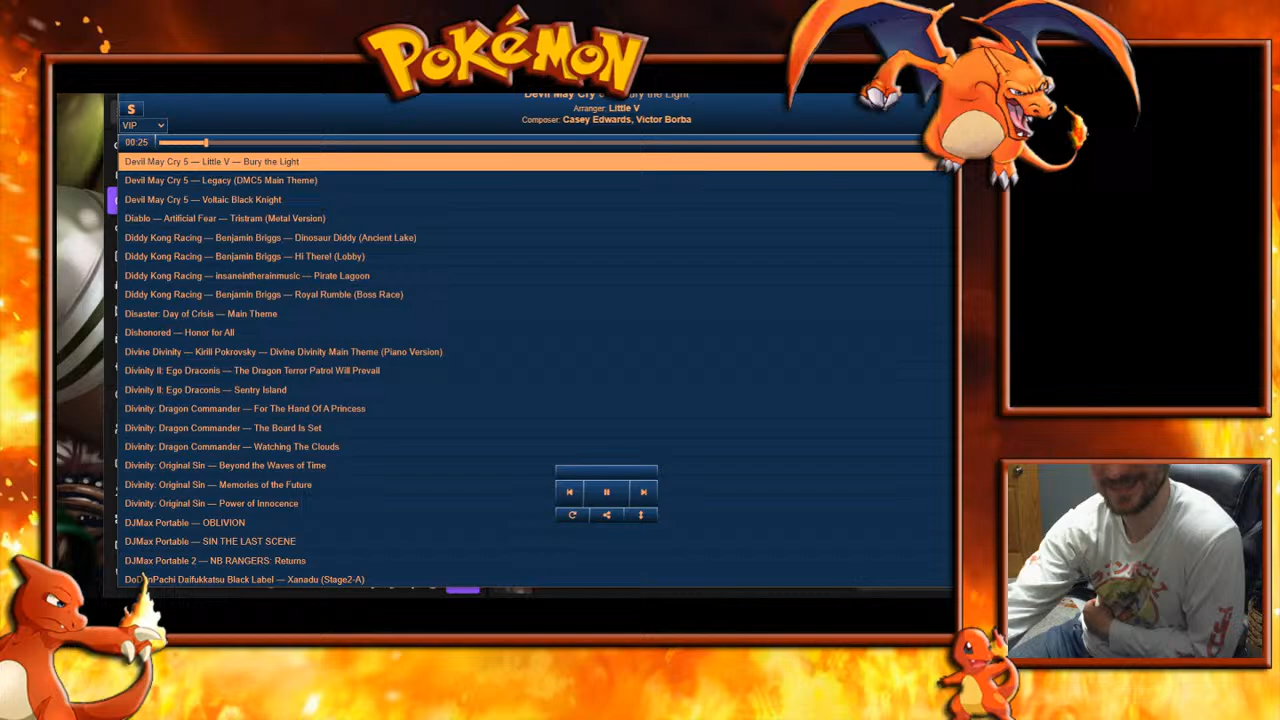 POKÉMON
S
Devil May Cry
Bury the Light
Arranger: Little V
VIP
Composer: Casey Edwards, Victor Borba
00:25
Devil May Cry 5 — Little V — Bury the Light
Devil May Cry 5 — Legacy (DMC5 Main Theme)
Devil May Cry 5 — Voltaic Black Knight
Diablo — Artificial Fear — Tristram (Metal Version)
Diddy Kong Racing — Benjamin Briggs — Dinosaur Diddy (Ancient Lake)
Diddy Kong Racing — Benjamin Briggs — Hi There! (Lobby)
Diddy Kong Racing — insaneintherainmusic — Pirate Lagoon
Diddy Kong Racing — Benjamin Briggs — Royal Rumble (Boss Race)
Disaster: Day of Crisis — Main Theme
Dishonored — Honor for All
Divine Divinity — Kirill Pokrovsky — Divine Divinity Main Theme (Piano Version)
Divinity II: Ego Draconis — The Dragon Terror Patrol Will Prevail
Divinity II: Ego Draconis — Sentry Island
Divinity: Dragon Commander — For The Hand Of A Princess
Divinity: Dragon Commander — The Board Is Set
Divinity: Dragon Commander — Watching The Clouds
Divinity: Original Sin — Beyond the Waves of Time
Divinity: Original Sin — Memories of the Future
Divinity: Original Sin — Power of Innocence
DJMax Portable — OBLIVION
DJMax Portable — SIN THE LAST SCENE
DJMax Portable 2 — NB RANGERS: Returns
Daifukkatsu Black Label — Xanadu (Stage2-A)